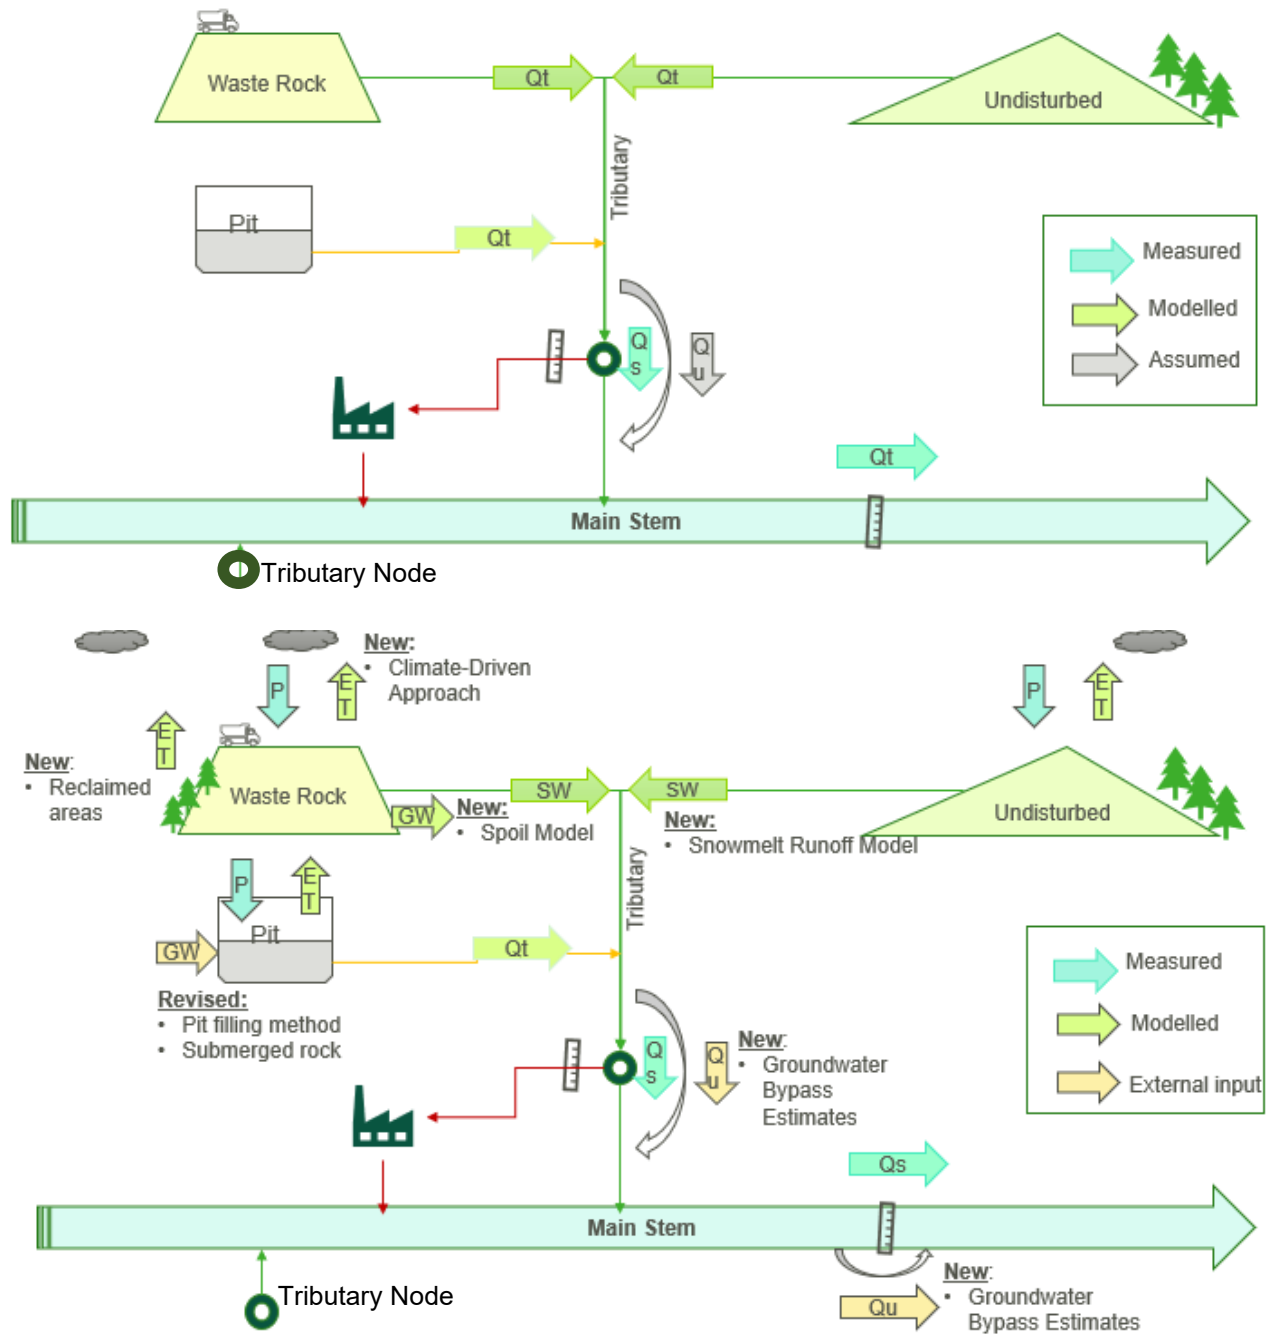 Waste Rock
Qt
Qt
Undisturbed
Tributary
Pit
Qt
Measured
Modelled
Assumed
Q
s
Q
u
Qt
Main Stem
Tributary Node
New:
• Climate-Driven
Approach
P
E
T
P
E
T
E
T
New:
• Reclaimed
areas
Waste Rock
GW
New:
• Spoil Model
SW
SW
New:
• Snowmelt Runoff Model
Undisturbed
Tributary
P
E
T
Pit
GW
Qt
Revised:
• Pit filling method
• Submerged rock
Measured
Modelled
External input
Q
s
Q
u
New:
• Groundwater
Bypass
Estimates
Qs
Main Stem
Tributary Node
Qu
New:
• Groundwater
Bypass Estimates